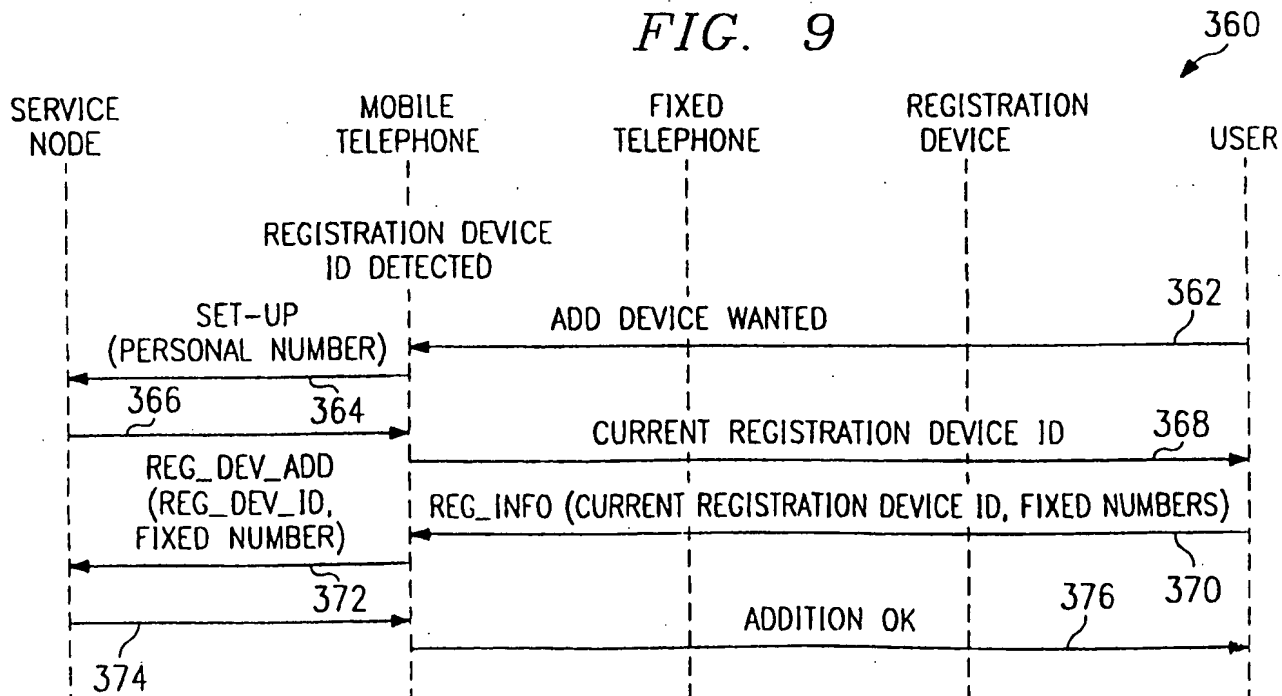 FIG. 9
360
SERVICE
NODE
MOBILE
TELEPHONE
FIXED
TELEPHONE
REGISTRATION
DEVICE
USER
REGISTRATION DEVICE
ID DETECTED
362
SET-UP
(PERSONAL NUMBER)
ADD DEVICE WANTED
366
364
CURRENT REGISTRATION DEVICE ID
368
REG_DEV_ADD
(REG_DEV_ID,
FIXED NUMBER)
REG_INFO (CURRENT REGISTRATION DEVICE ID, FIXED NUMBERS)
372
370
376
ADDITION OK
374